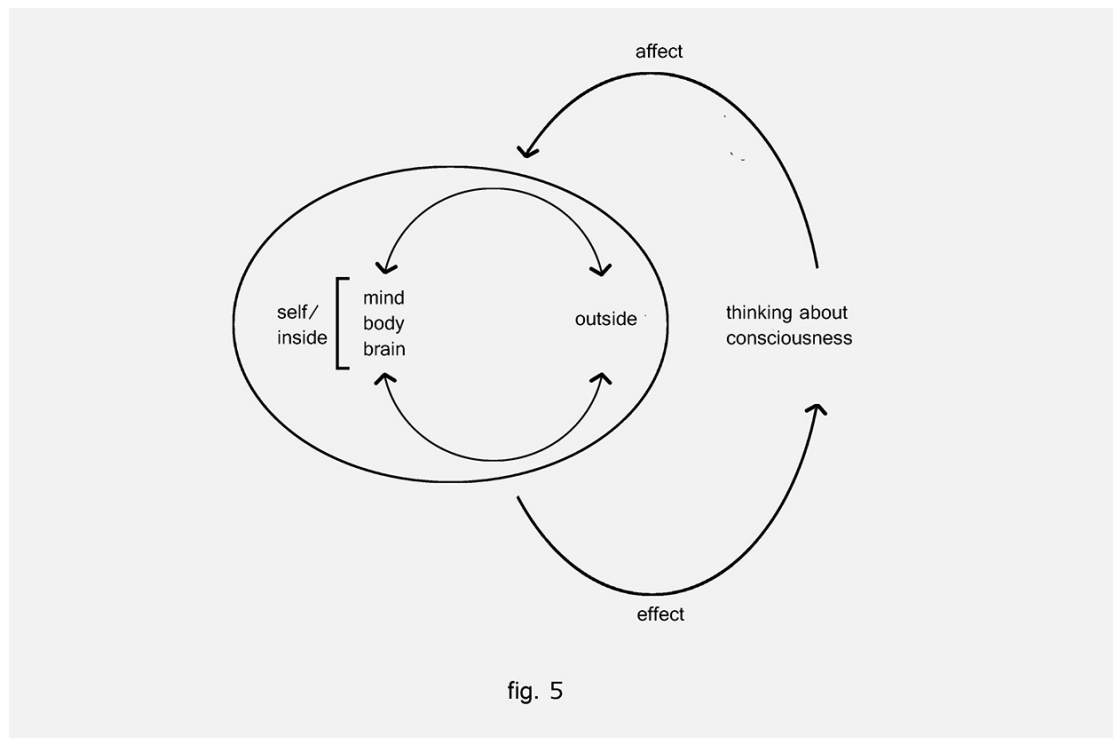 affect
self/
inside
mind
body
brain
outside
thinking about
consciousness
effect
fig. 5